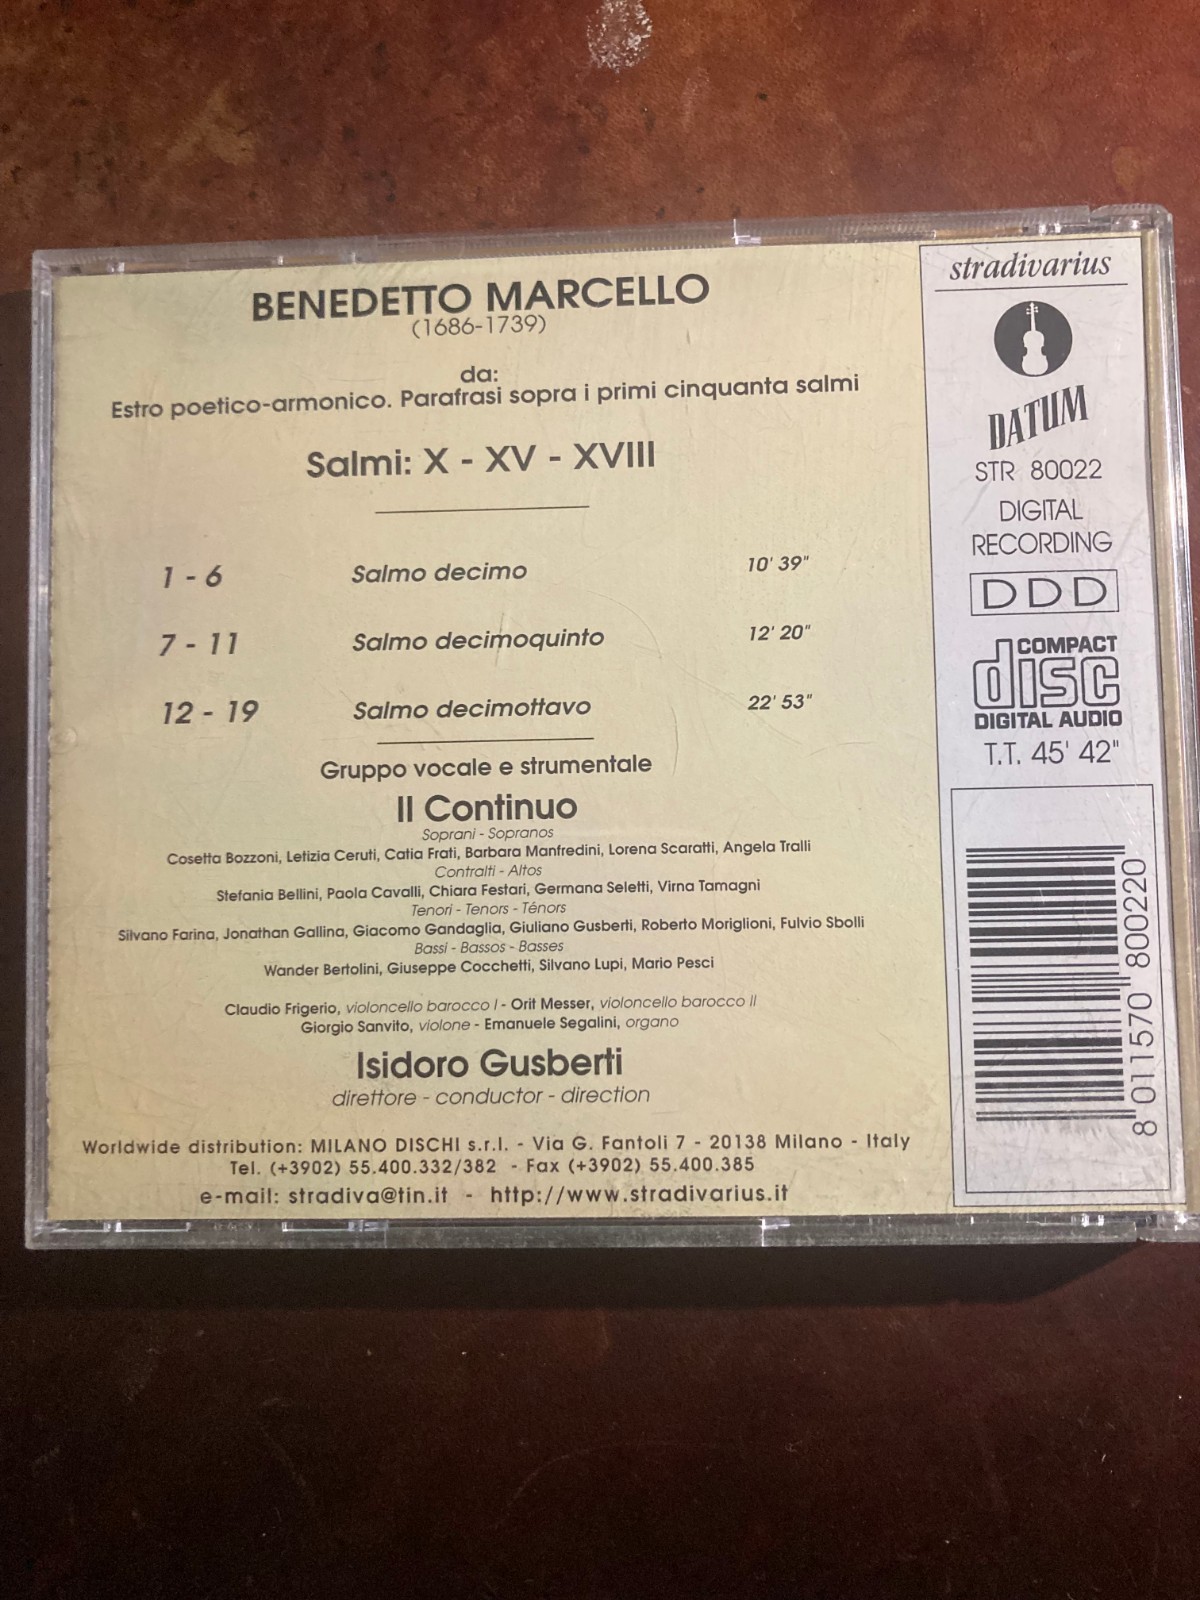 BENEDETTO MARCELLO
(1686-1739)
da:
Estro poetico-armonico. Parafrasi sopra i primi cinquanta salmi
Salmi: X - XV - XVIII
1 - 6 Salmo decimo 10' 39"
7 - 11 Salmo decimoquinto 12' 20"
12 - 19 Salmo decimottavo 22' 53"
Gruppo vocale e strumentale
Il Continuo
Soprani - Sopranos
Cosetta Bozzoni, Letizia Ceruti, Catia Frati, Barbara Manfredini, Lorena Scaratti, Angela Tralli
Contralti - Altos
Stefania Bellini, Paola Cavalli, Chiara Festari, Germana Seletti, Virna Tamagni
Tenori - Tenors - Ténors
Silvano Farina, Jonathan Gallina, Giacomo Gandaglia, Giuliano Gusberti, Roberto Moriglioni, Fulvio Sbolli
Bassi - Bassos - Basses
Wander Bertolini, Giuseppe Cocchetti, Silvano Lupi, Mario Pesci
Claudio Frigerio, violoncello barocco I - Orit Messer, violoncello barocco II
Giorgio Sanvito, violone - Emanuele Segalini, organo
Isidoro Gusberti
direttore - conductor - direction
Worldwide distribution: MILANO DISCHI s.r.l. - Via G. Fantoli 7 - 20138 Milano - Italy
Tel. (+3902) 55.400.332/382 - Fax (+3902) 55.400.385
e-mail: stradiva@tin.it - http://www.stradivarius.it
stradivarius
DATUM
STR 80022
DIGITAL
RECORDING
DDD
COMPACT
disc
DIGITAL AUDIO
T.T. 45' 42"
8 011570 800220